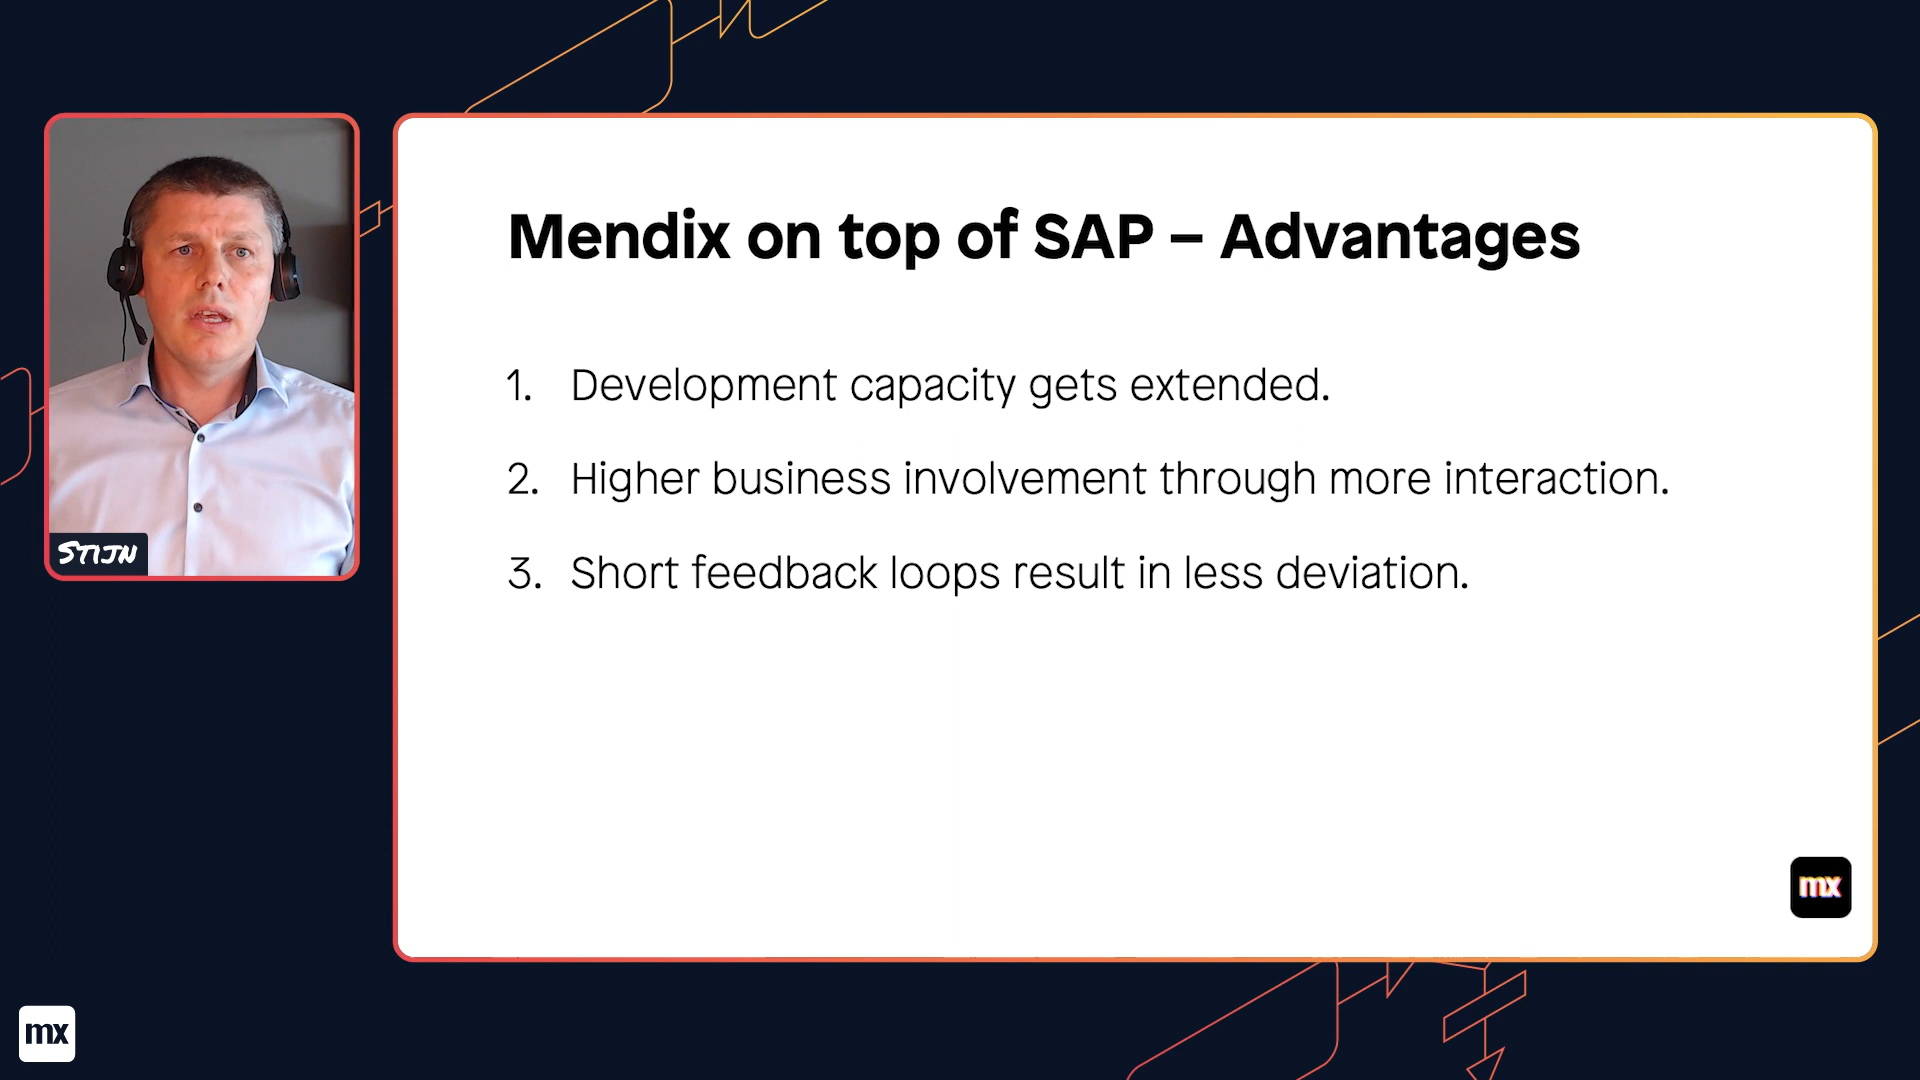 Mendix on top of SAP – Advantages
1. Development capacity gets extended.
2. Higher business involvement through more interaction.
3. Short feedback loops result in less deviation.
STIJN
mx
mx